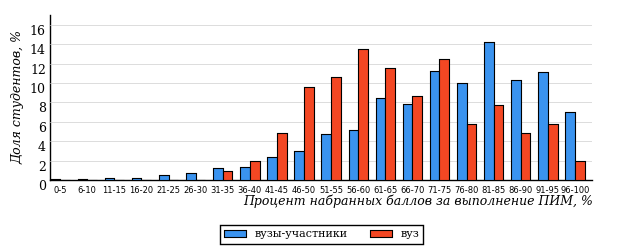 Доля студентов, %
16
14
12
10
8
6
4
2
0
0-5 6-10 11-15 16-20 21-25 26-30 31-35 36-40 41-45 46-50 51-55 56-60 61-65 66-70 71-75 76-80 81-85 86-90 91-95 96-100
Процент набранных баллов за выполнение ПИМ, %
вузы-участники вуз